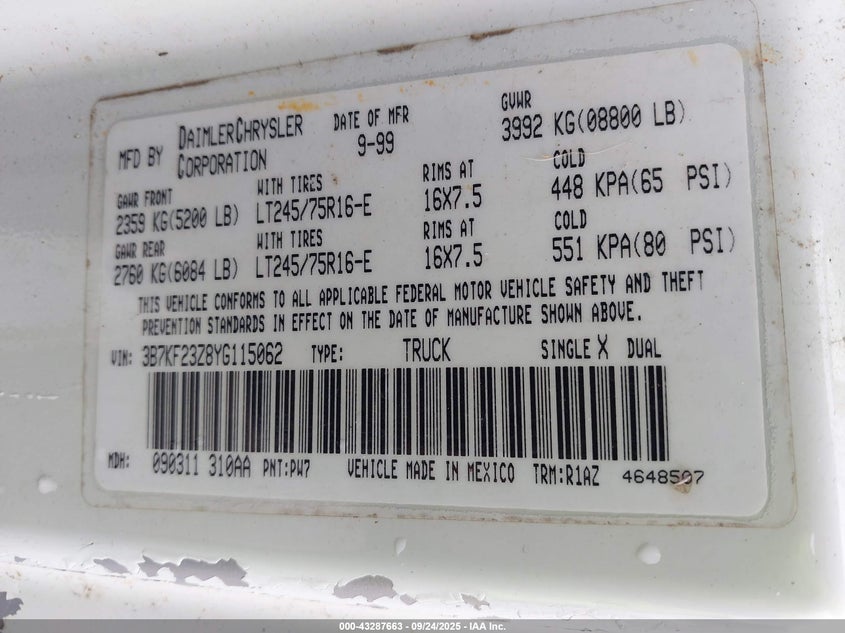 MFD BY DAIMLERCHRYSLER CORPORATION DATE OF MFR 9-99 GVWR 3992 KG(08800 LB)
GAWR FRONT WITH TIRES RIMS AT COLD
2359 KG(5200 LB) LT245/75R16-E 16X7.5 448 KPA(65 PSI)
GAWR REAR WITH TIRES RIMS AT COLD
2760 KG(6084 LB) LT245/75R16-E 16X7.5 551 KPA(80 PSI)
THIS VEHICLE CONFORMS TO ALL APPLICABLE FEDERAL MOTOR VEHICLE SAFETY AND THEFT
PREVENTION STANDARDS IN EFFECT ON THE DATE OF MANUFACTURE SHOWN ABOVE.
VIN: 3B7KF23Z8YG115062 TYPE: TRUCK SINGLE X DUAL
MDH: 090311 310AA PNT:PW7 VEHICLE MADE IN MEXICO TRM:R1AZ 4648507
000-43287663 - 09/24/2025 - IAA Inc.